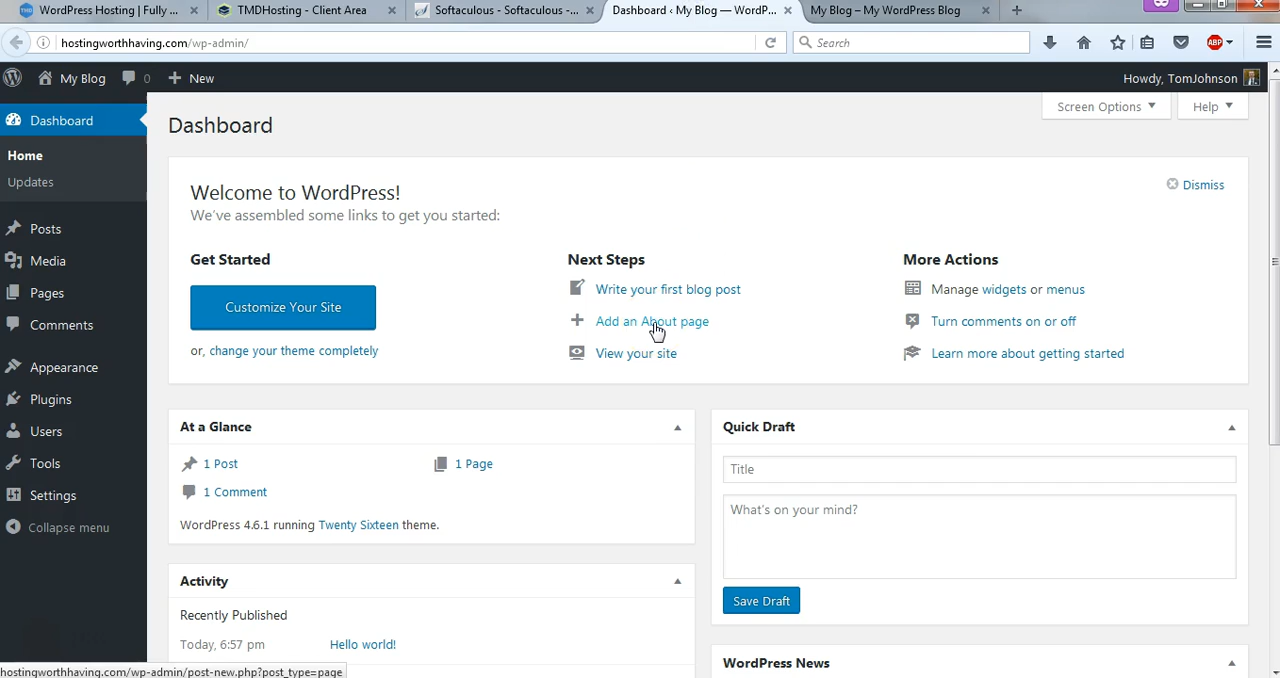 WordPress Hosting | Fully ...
TMDHosting - Client Area
Softaculous - Softaculous -...
Dashboard ‹ My Blog — WordP...
My Blog – My WordPress Blog
hostingworthhaving.com/wp-admin/
Search
ABP
My Blog
0
New
Howdy, TomJohnson
Dashboard
Home
Updates
Posts
Media
Pages
Comments
Appearance
Plugins
Users
Tools
Settings
Collapse menu
Screen Options
Help
Dashboard
Welcome to WordPress!
We've assembled some links to get you started:
Dismiss
Get Started
Customize Your Site
or, change your theme completely
Next Steps
Write your first blog post
Add an About page
View your site
More Actions
Manage widgets or menus
Turn comments on or off
Learn more about getting started
At a Glance
1 Post
1 Page
1 Comment
WordPress 4.6.1 running Twenty Sixteen theme.
Activity
Recently Published
Today, 6:57 pm
Hello world!
Quick Draft
Title
What's on your mind?
Save Draft
WordPress News
hostingworthhaving.com/wp-admin/post-new.php?post_type=page